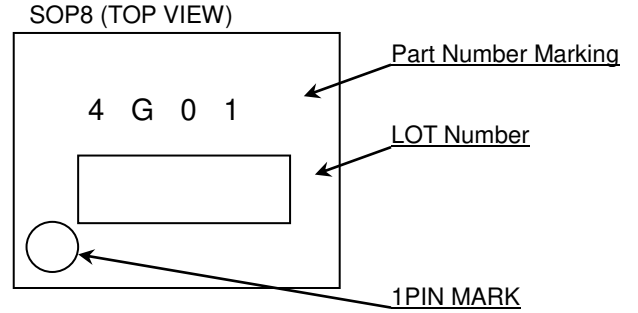 SOP8 (TOP VIEW)
Part Number Marking
4 G 0 1
LOT Number
1PIN MARK